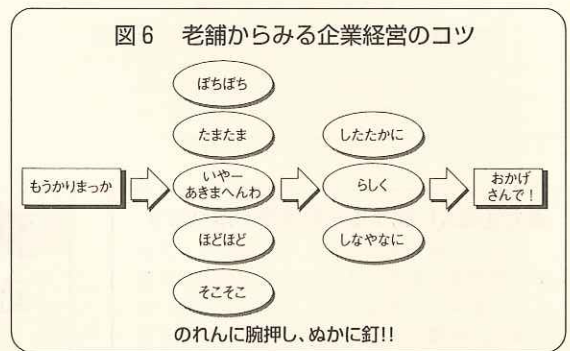 図6 老舗からみる企業経営のコツ
もうかりまっか
ぼちぼち
たまたま
いやー
あきまへんわ
ほどほど
そこそこ
したたかに
らしく
しなやなに
おかげ
さんで！
のれんに腕押し、ぬかに釘!!